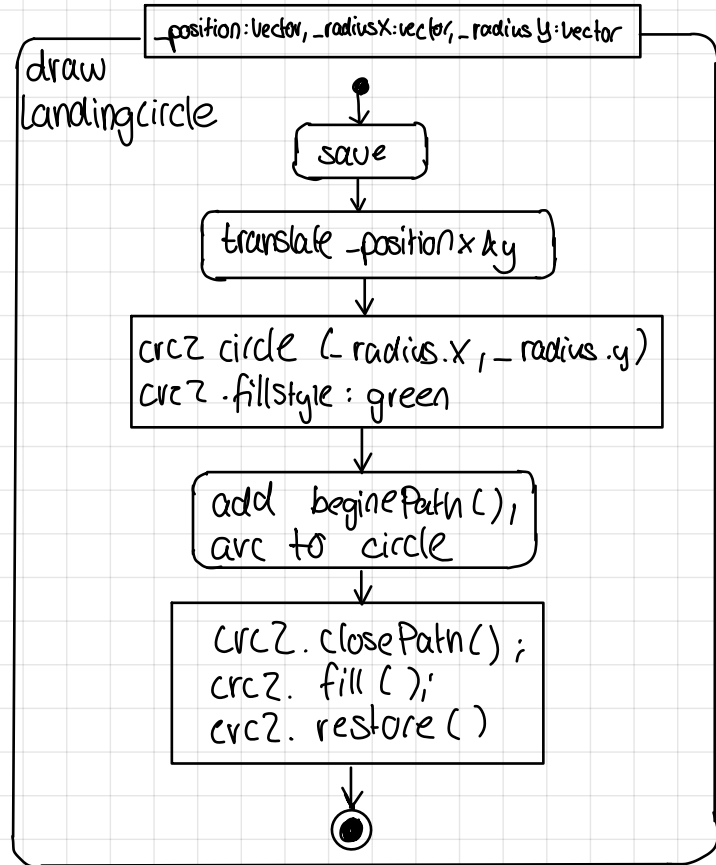 _position:Vector, _radiusX:vector, _radius Y:vector
draw
Landingcircle
save
translate _position x & y
crc2 circle (_radius.x, _radius.y)
crc2.fillStyle: green
add beginePath(),
arc to circle
crc2.closePath();
crc2. fill();
crc2. restore()